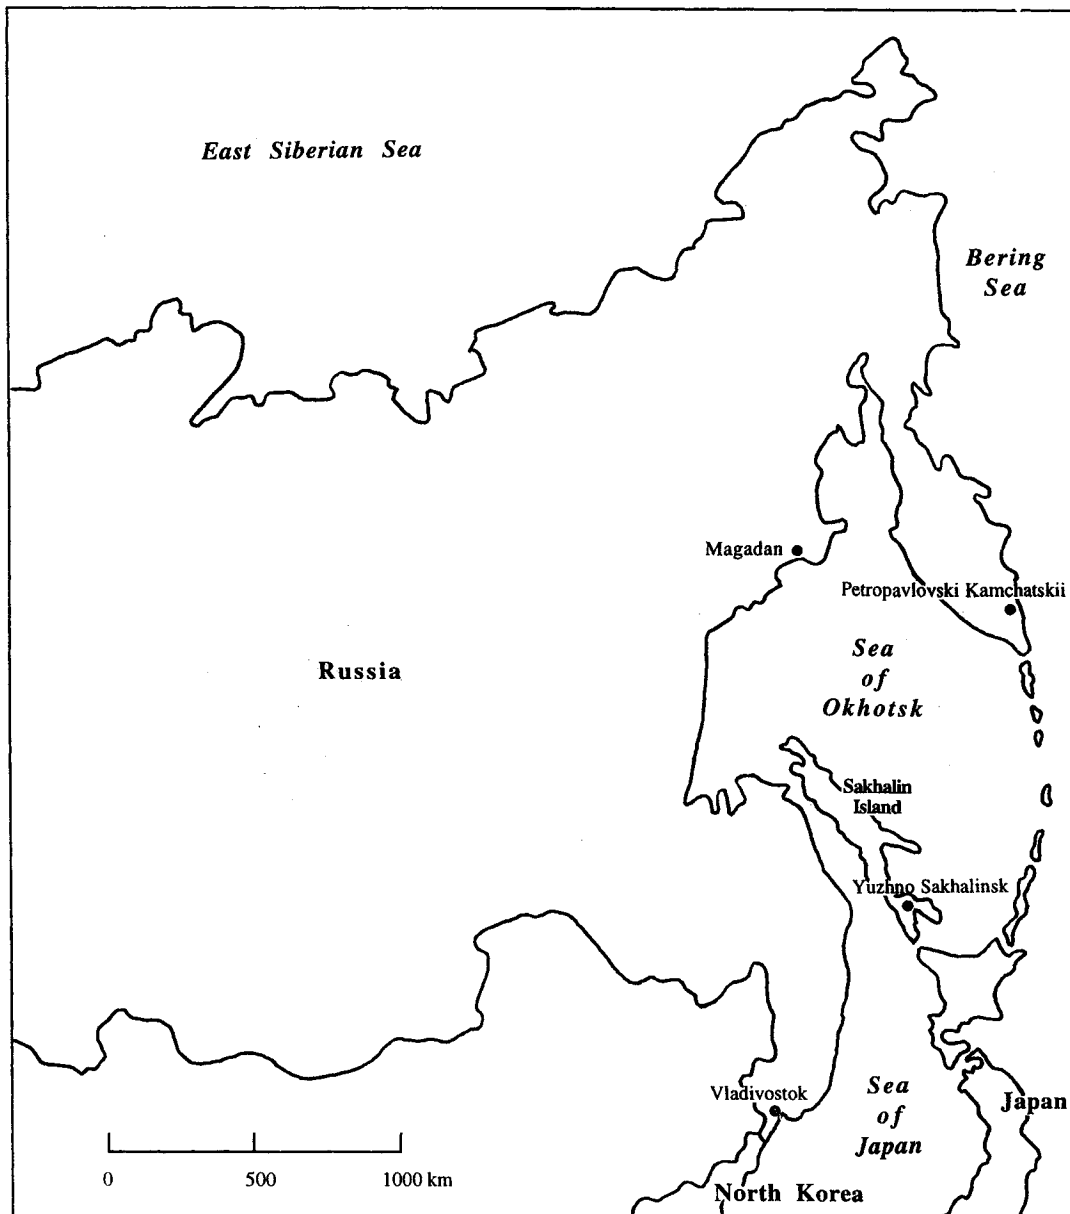 East Siberian Sea
Bering
Sea
Magadan
Petropavlovski Kamchatskii
Sea
of
Okhotsk
Russia
Sakhalin
Island
Yuzhno Sakhalinsk
Vladivostok
Sea
of
Japan
Japan
North Korea
0 500 1000 km